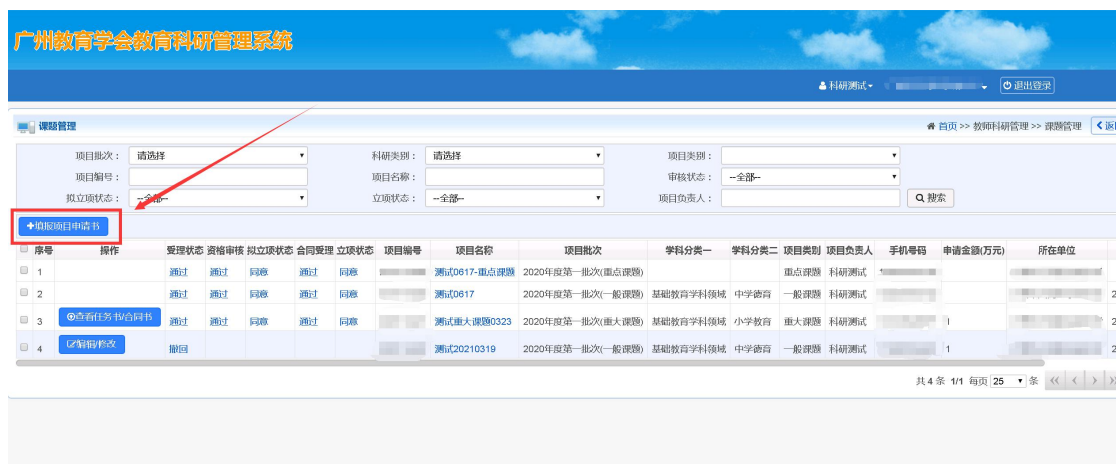 广州教育学会教育科研管理系统
科研测试 退出登录
课题管理 首页 >> 教师科研管理 >> 课题管理
项目批次： 请选择 科研类别： 请选择 项目类别：
项目编号： 项目名称： 审核状态： --全部--
拟立项状态： --全部-- 立项状态： --全部-- 项目负责人： 搜索
+填报项目申请书
序号 操作 受理状态 资格审核 拟立项状态 合同受理 立项状态 项目编号 项目名称 项目批次 学科分类一 学科分类二 项目类别 项目负责人 手机号码 申请金额(万元) 所在单位
1 通过 通过 同意 通过 同意 测试0617-重点课题 2020年度第一批次(重点课题) 重点课题 科研测试
2 通过 通过 同意 通过 同意 测试0617 2020年度第一批次(一般课题) 基础教育学科领域 中学德育 一般课题 科研测试 2
3 查看任务书/合同书 通过 通过 同意 通过 同意 测试重大课题0323 2020年度第一批次(重大课题) 基础教育学科领域 小学教育 重大课题 科研测试 1 2
4 编辑/修改 撤回 测试20210319 2020年度第一批次(一般课题) 基础教育学科领域 中学德育 一般课题 科研测试 1 2
共 4 条 1/1 每页 25 条